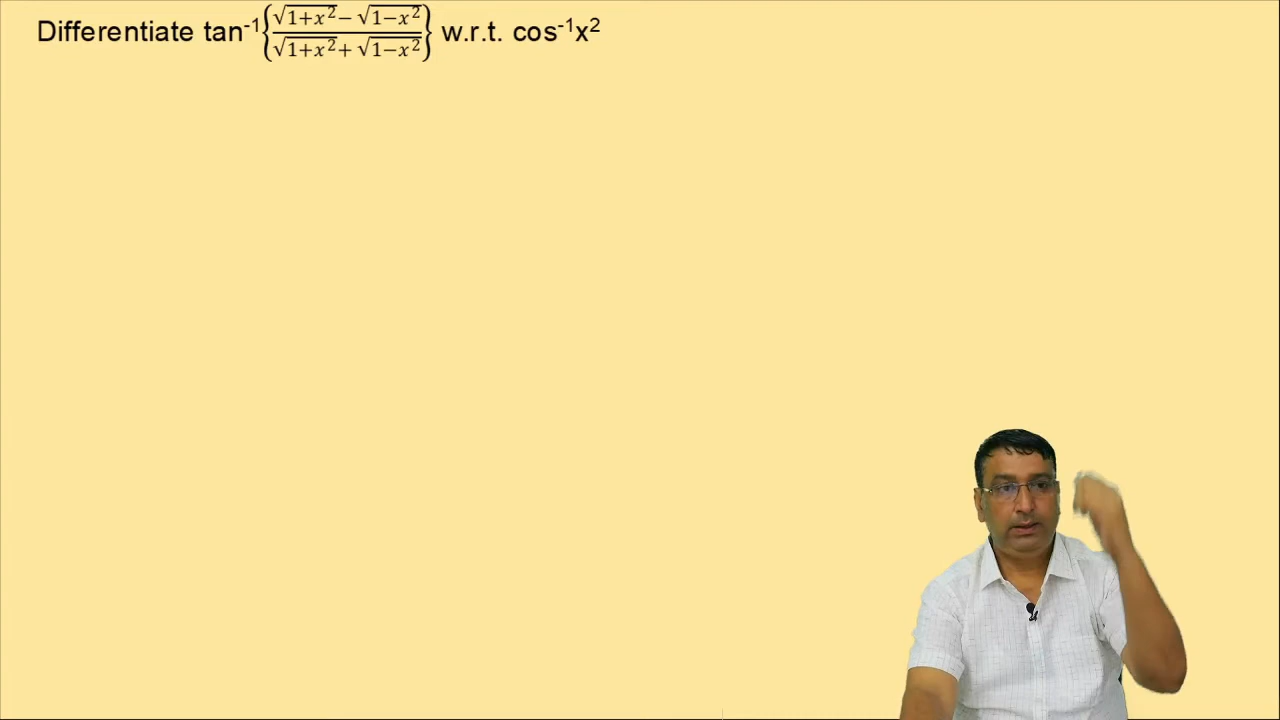 Differentiate tan⁻¹{(√1+x² − √1−x²)/(√1+x² + √1−x²)} w.r.t. cos⁻¹x²